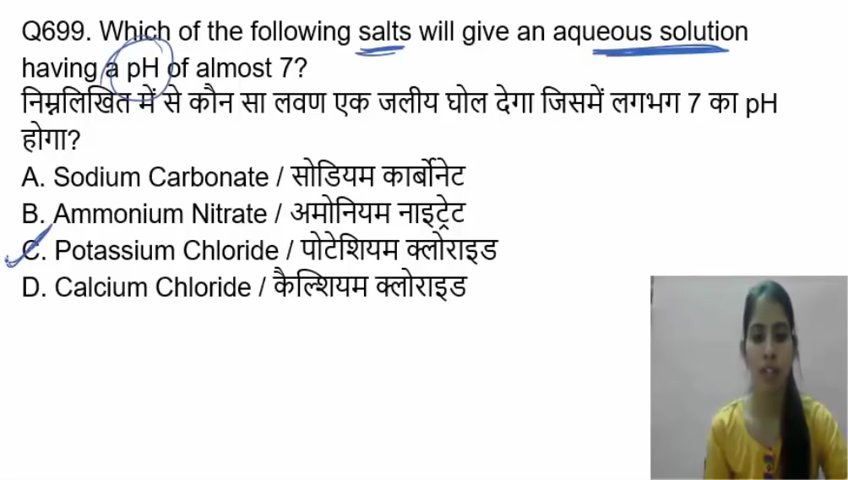 Q699. Which of the following salts will give an aqueous solution
having a pH of almost 7?
निम्नलिखित में से कौन सा लवण एक जलीय घोल देगा जिसमें लगभग 7 का pH
होगा?
A. Sodium Carbonate / सोडियम कार्बोनेट
B. Ammonium Nitrate / अमोनियम नाइट्रेट
C. Potassium Chloride / पोटेशियम क्लोराइड
D. Calcium Chloride / कैल्शियम क्लोराइड